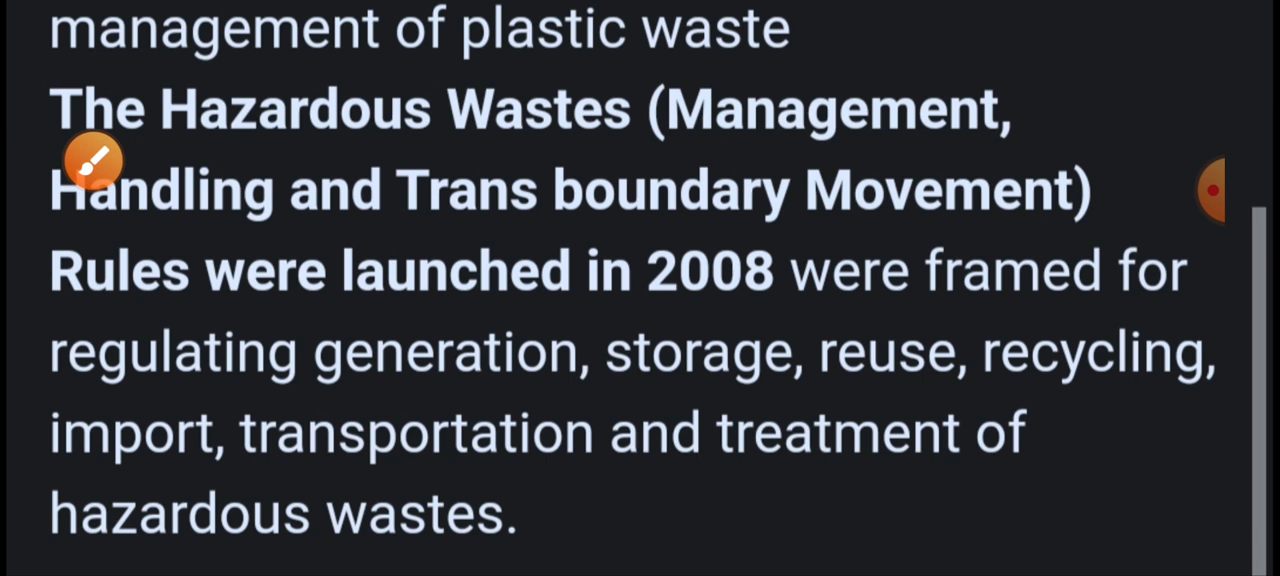 management of plastic waste
The Hazardous Wastes (Management,
Handling and Trans boundary Movement)
Rules were launched in 2008 were framed for
regulating generation, storage, reuse, recycling,
import, transportation and treatment of
hazardous wastes.